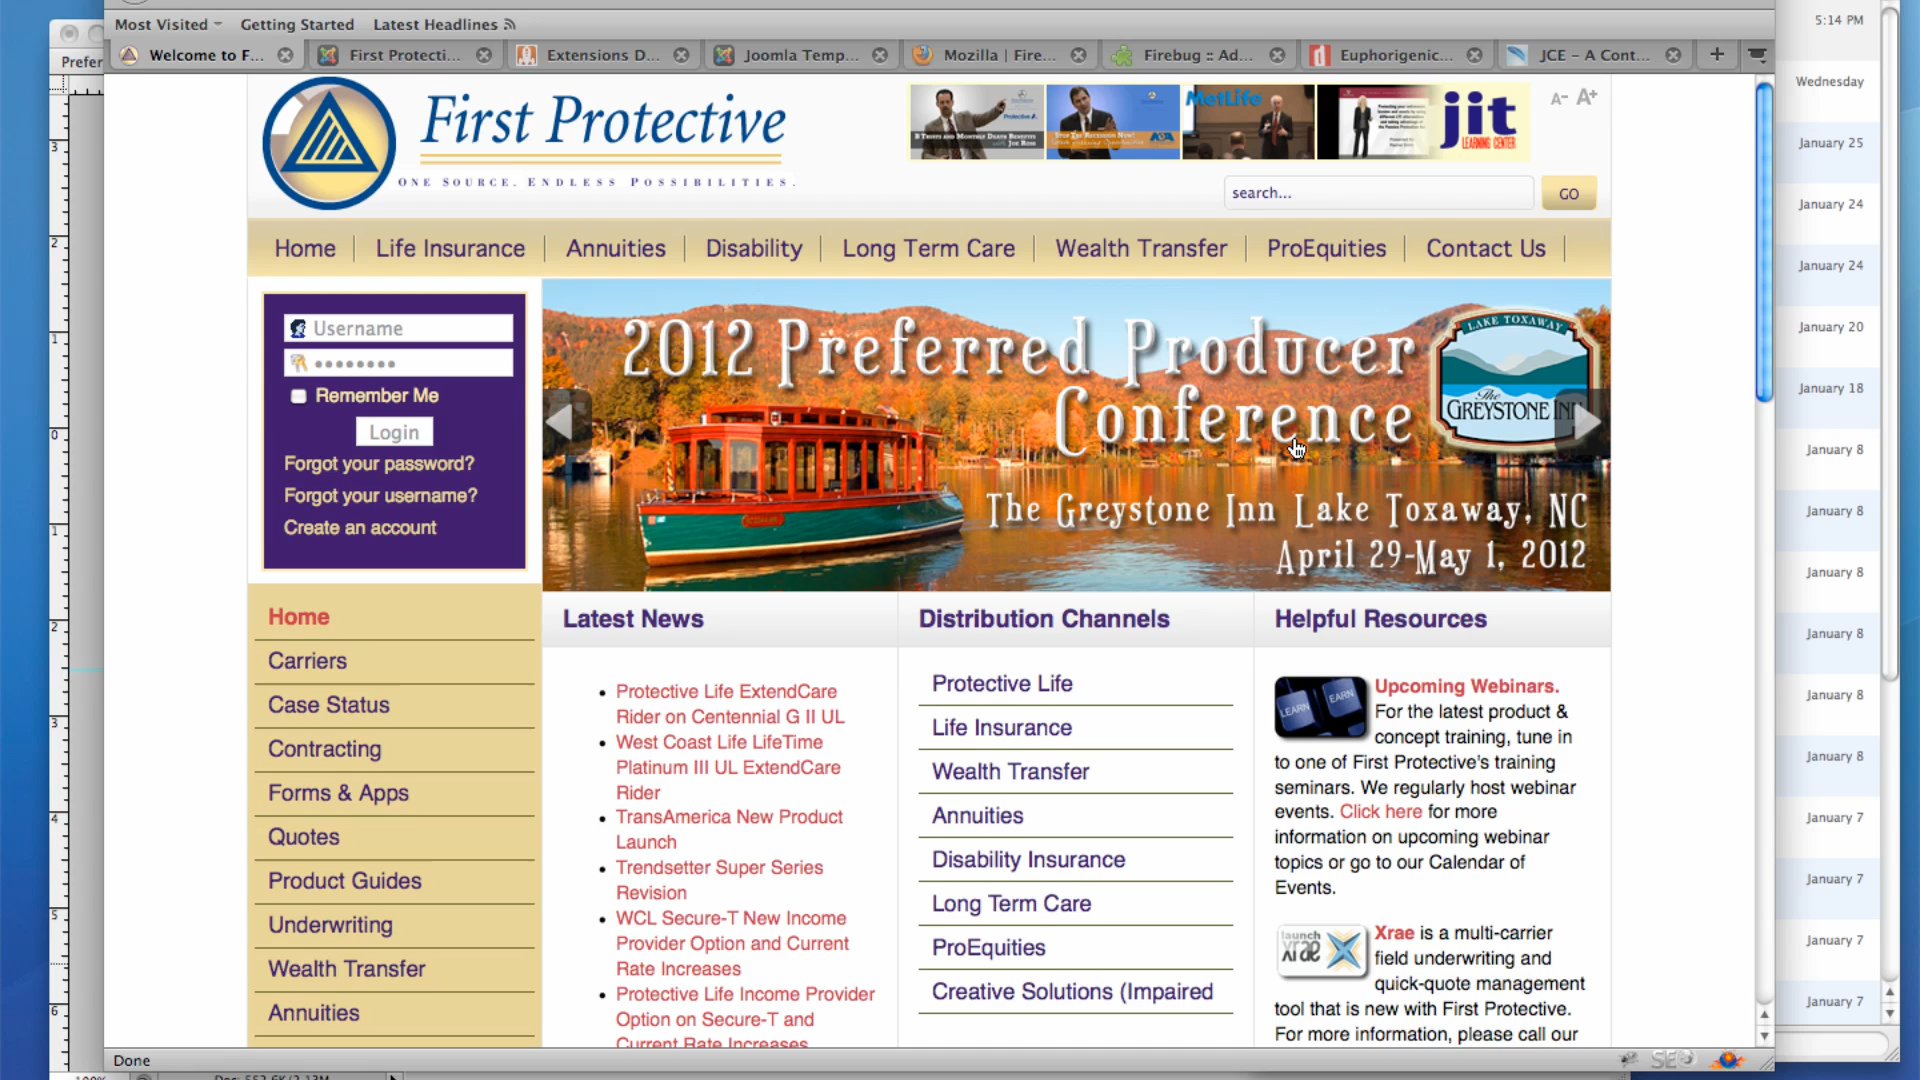 5:14 PM
Most Visited
Getting Started
Latest Headlines
Prefer
Welcome to F...
First Protecti...
Extensions D...
Joomla Temp...
Mozilla | Fire...
Firebug :: Ad...
Euphorigenic...
JCE – A Cont...
First Protective
ONE SOURCE. ENDLESS POSSIBILITIES.
MetLife
jit
LEARNING CENTER
A- A+
search...
GO
Home
Life Insurance
Annuities
Disability
Long Term Care
Wealth Transfer
ProEquities
Contact Us
Username
Remember Me
Login
Forgot your password?
Forgot your username?
Create an account
2012 Preferred Producer
Conference
LAKE TOXAWAY
The
GREYSTONE INN
The Greystone Inn Lake Toxaway, NC
April 29-May 1, 2012
Home
Carriers
Case Status
Contracting
Forms & Apps
Quotes
Product Guides
Underwriting
Wealth Transfer
Annuities
Latest News
Protective Life ExtendCare
Rider on Centennial G II UL
West Coast Life LifeTime
Platinum III UL ExtendCare
Rider
TransAmerica New Product
Launch
Trendsetter Super Series
Revision
WCL Secure-T New Income
Provider Option and Current
Rate Increases
Protective Life Income Provider
Option on Secure-T and
Current Rate Increases
Distribution Channels
Protective Life
Life Insurance
Wealth Transfer
Annuities
Disability Insurance
Long Term Care
ProEquities
Creative Solutions (Impaired
Helpful Resources
LEARN EARN
Upcoming Webinars.
For the latest product &
concept training, tune in
to one of First Protective's training
seminars. We regularly host webinar
events. Click here for more
information on upcoming webinar
topics or go to our Calendar of
Events.
launch
xrae
Xrae is a multi-carrier
field underwriting and
quick-quote management
tool that is new with First Protective.
For more information, please call our
Wednesday
January 25
January 24
January 24
January 20
January 18
January 8
January 8
January 8
January 8
January 8
January 8
January 7
January 7
January 7
January 7
Done